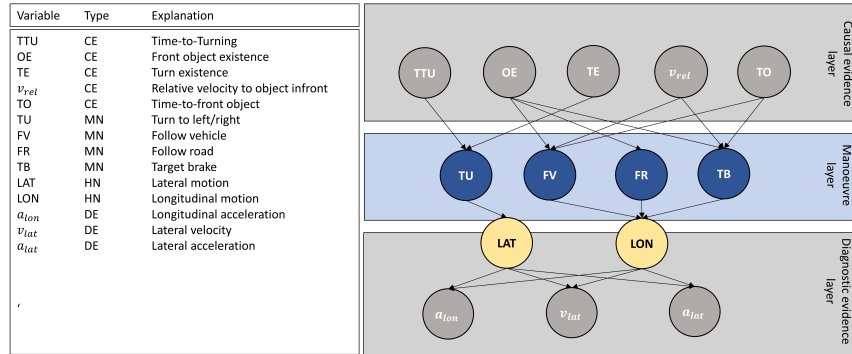 Variable Type Explanation
TTU CE Time-to-Turning
OE CE Front object existence
TE CE Turn existence
v_rel CE Relative velocity to object infront
TO CE Time-to-front object
TU MN Turn to left/right
FV MN Follow vehicle
FR MN Follow road
TB MN Target brake
LAT HN Lateral motion
LON HN Longitudinal motion
a_lon DE Longitudinal acceleration
v_lat DE Lateral velocity
a_lat DE Lateral acceleration
‘
Causal evidence
layer
TTU OE TE v_rel TO
Manoeuvre
layer
TU FV FR TB
LAT LON
Diagnostic evidence
layer
a_lon v_lat a_lat